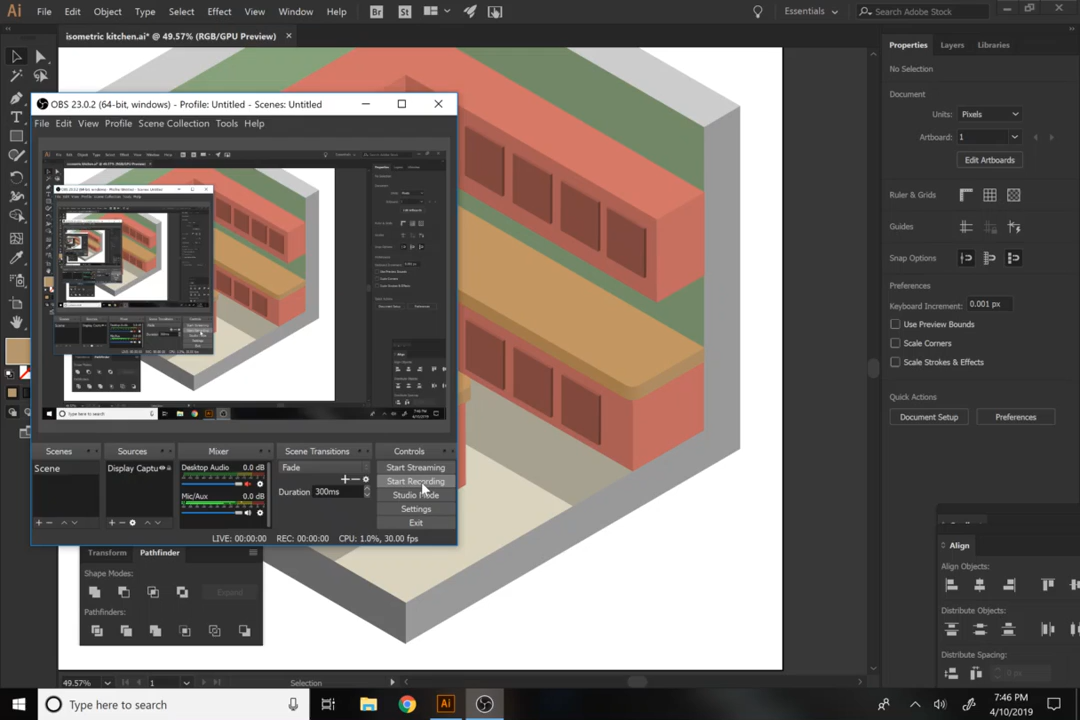 Ai File Edit Object Type Select Effect View Window Help Br St Essentials Search Adobe Stock
isometric kitchen.ai* @ 49.57% (RGB/GPU Preview)
Properties Layers Libraries
No Selection
Document
Units: Pixels
Artboard: 1
Edit Artboards
Ruler & Grids
Guides
Snap Options
Preferences
Keyboard Increment: 0.001 px
Use Preview Bounds
Scale Corners
Scale Strokes & Effects
Quick Actions
Document Setup Preferences
OBS 23.0.2 (64-bit, windows) - Profile: Untitled - Scenes: Untitled
File Edit View Profile Scene Collection Tools Help
Scenes Sources Mixer Scene Transitions Controls
Scene
Display Captu
Desktop Audio 0.0 dB
Mic/Aux 0.0 dB
Fade
Duration 300ms
Start Streaming
Start Recording
Studio Mode
Settings
Exit
LIVE: 00:00:00 REC: 00:00:00 CPU: 1.0%, 30.00 fps
Transform Pathfinder
Shape Modes:
Expand
Pathfinders:
Align
Align Objects:
Distribute Objects:
Distribute Spacing:
0 px
49.57% 1 Selection
Type here to search
Ai
7:46 PM
4/10/2019